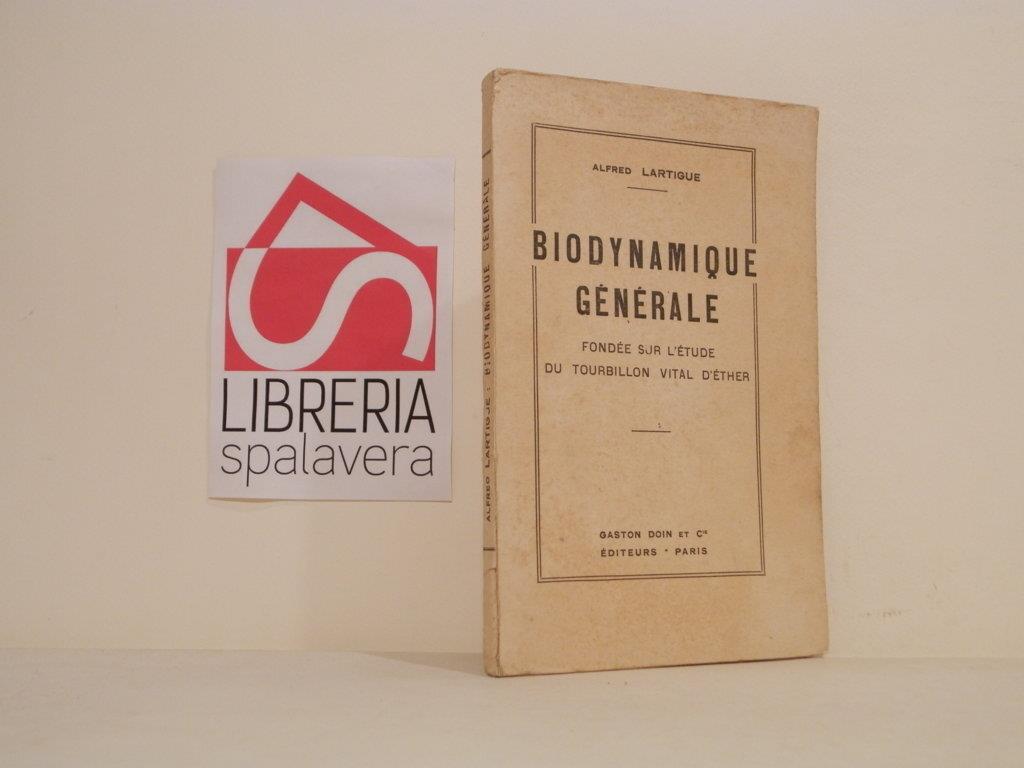 LIBRERIA
spalavera
ALFRED LARTIGUE : BIODYNAMIQUE GÉNÉRALE
ALFRED LARTIGUE
BIODYNAMIQUE
GÉNÉRALE
FONDÉE SUR L'ÉTUDE
DU TOURBILLON VITAL D'ÉTHER
GASTON DOIN ET Cie
ÉDITEURS - PARIS